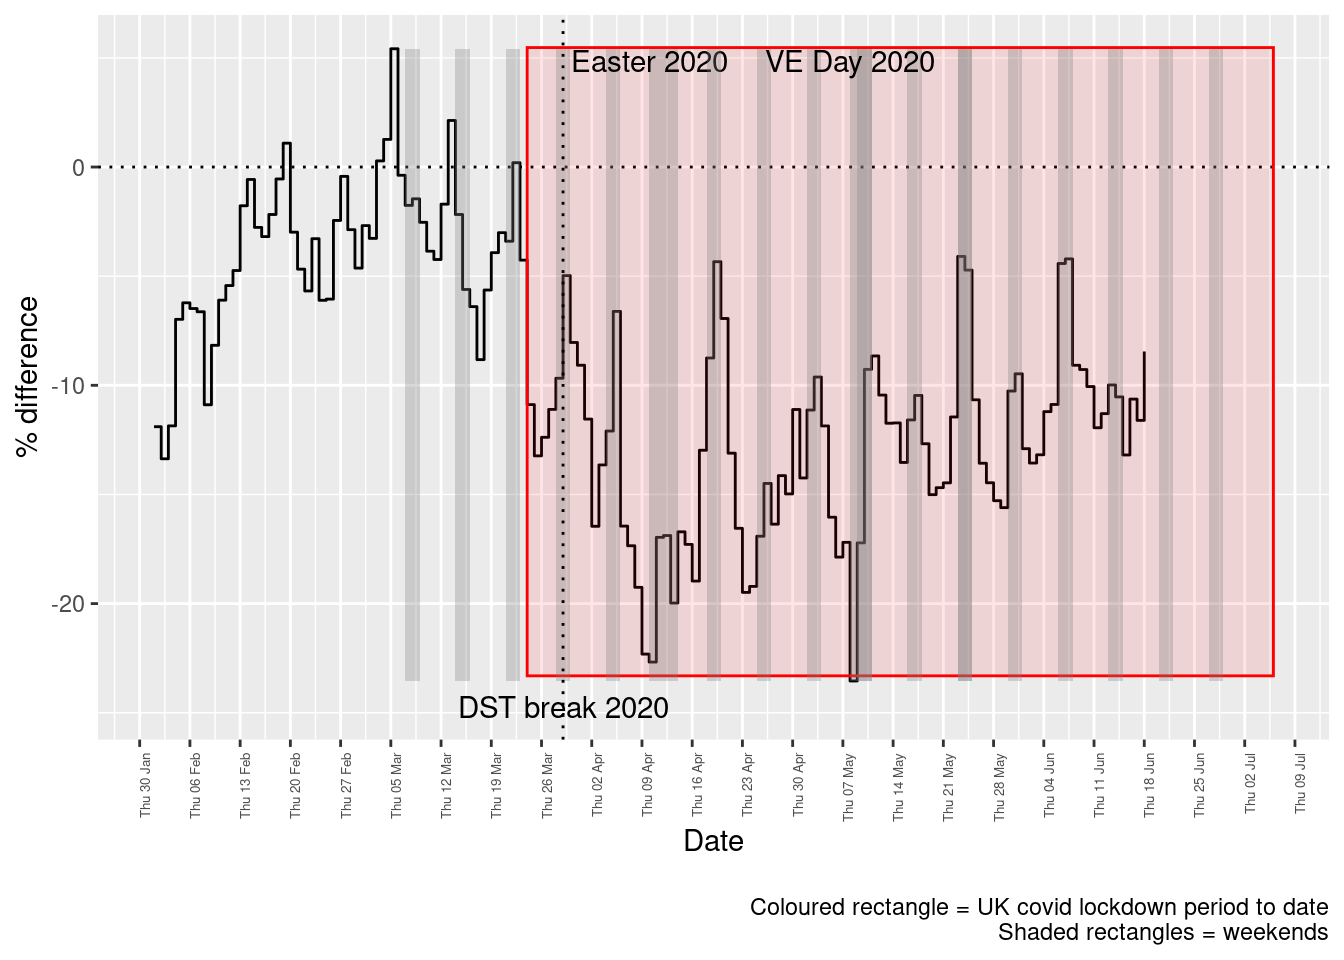 Easter 2020
VE Day 2020
0
-10
-20
% difference
DST break 2020
Thu 30 Jan
Thu 06 Feb
Thu 13 Feb
Thu 20 Feb
Thu 27 Feb
Thu 05 Mar
Thu 12 Mar
Thu 19 Mar
Thu 26 Mar
Thu 02 Apr
Thu 09 Apr
Thu 16 Apr
Thu 23 Apr
Thu 30 Apr
Thu 07 May
Thu 14 May
Thu 21 May
Thu 28 May
Thu 04 Jun
Thu 11 Jun
Thu 18 Jun
Thu 25 Jun
Thu 02 Jul
Thu 09 Jul
Date
Coloured rectangle = UK covid lockdown period to date
Shaded rectangles = weekends